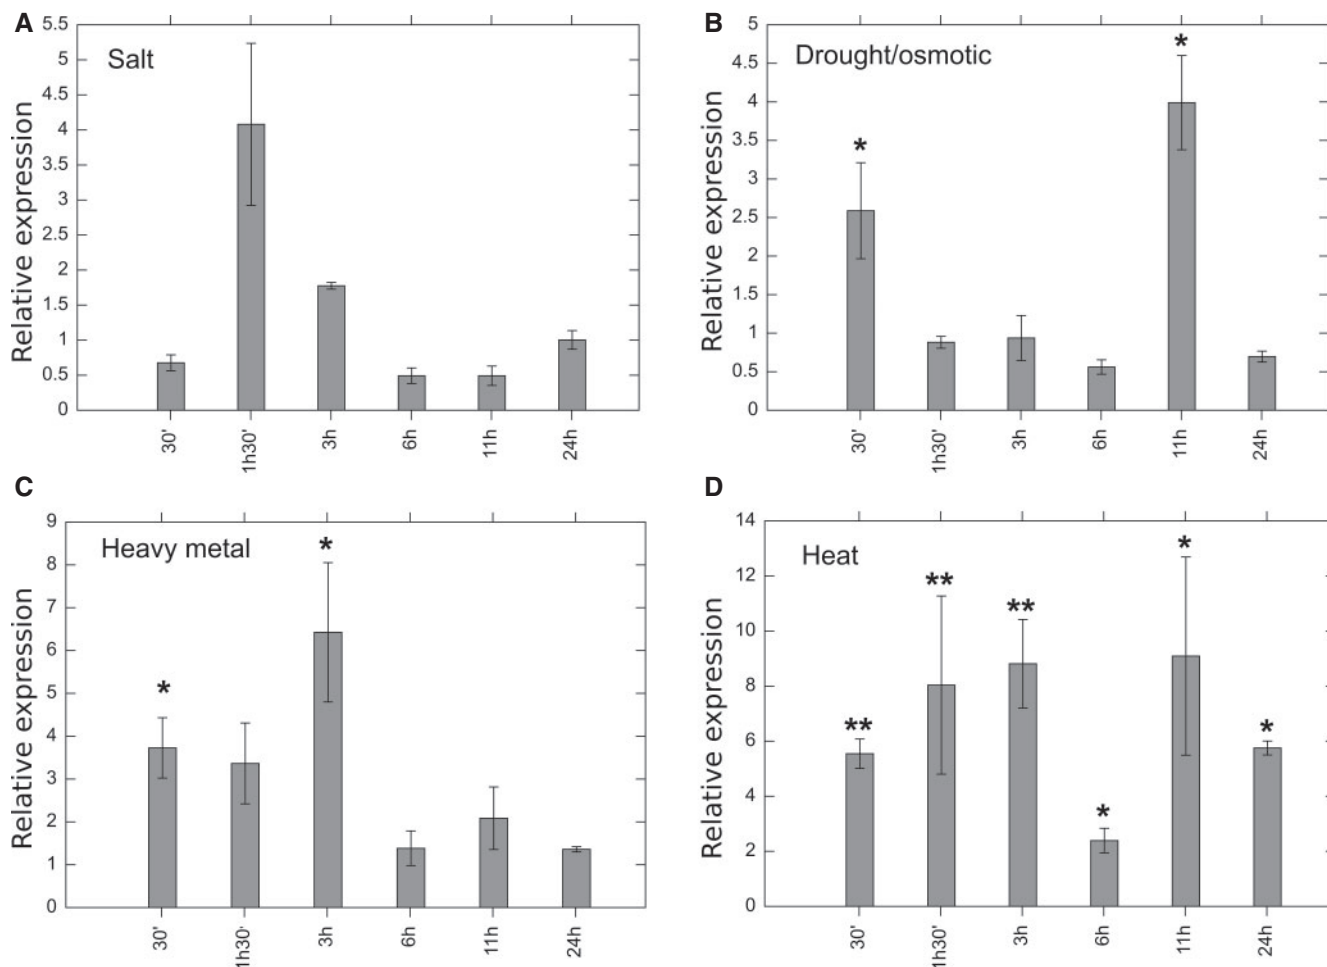 A
Salt
Relative expression
5.5
5
4.5
4
3.5
3
2.5
2
1.5
1
0.5
0
30'
1h30'
3h
6h
11h
24h
B
Drought/osmotic
Relative expression
5
4.5
4
3.5
3
2.5
2
1.5
1
0.5
0
*
*
30'
1h30'
3h
6h
11h
24h
C
Heavy metal
Relative expression
9
8
7
6
5
4
3
2
1
0
*
*
30'
1h30'
3h
6h
11h
24h
D
Heat
Relative expression
14
12
10
8
6
4
2
0
**
**
**
*
*
*
30'
1h30'
3h
6h
11h
24h